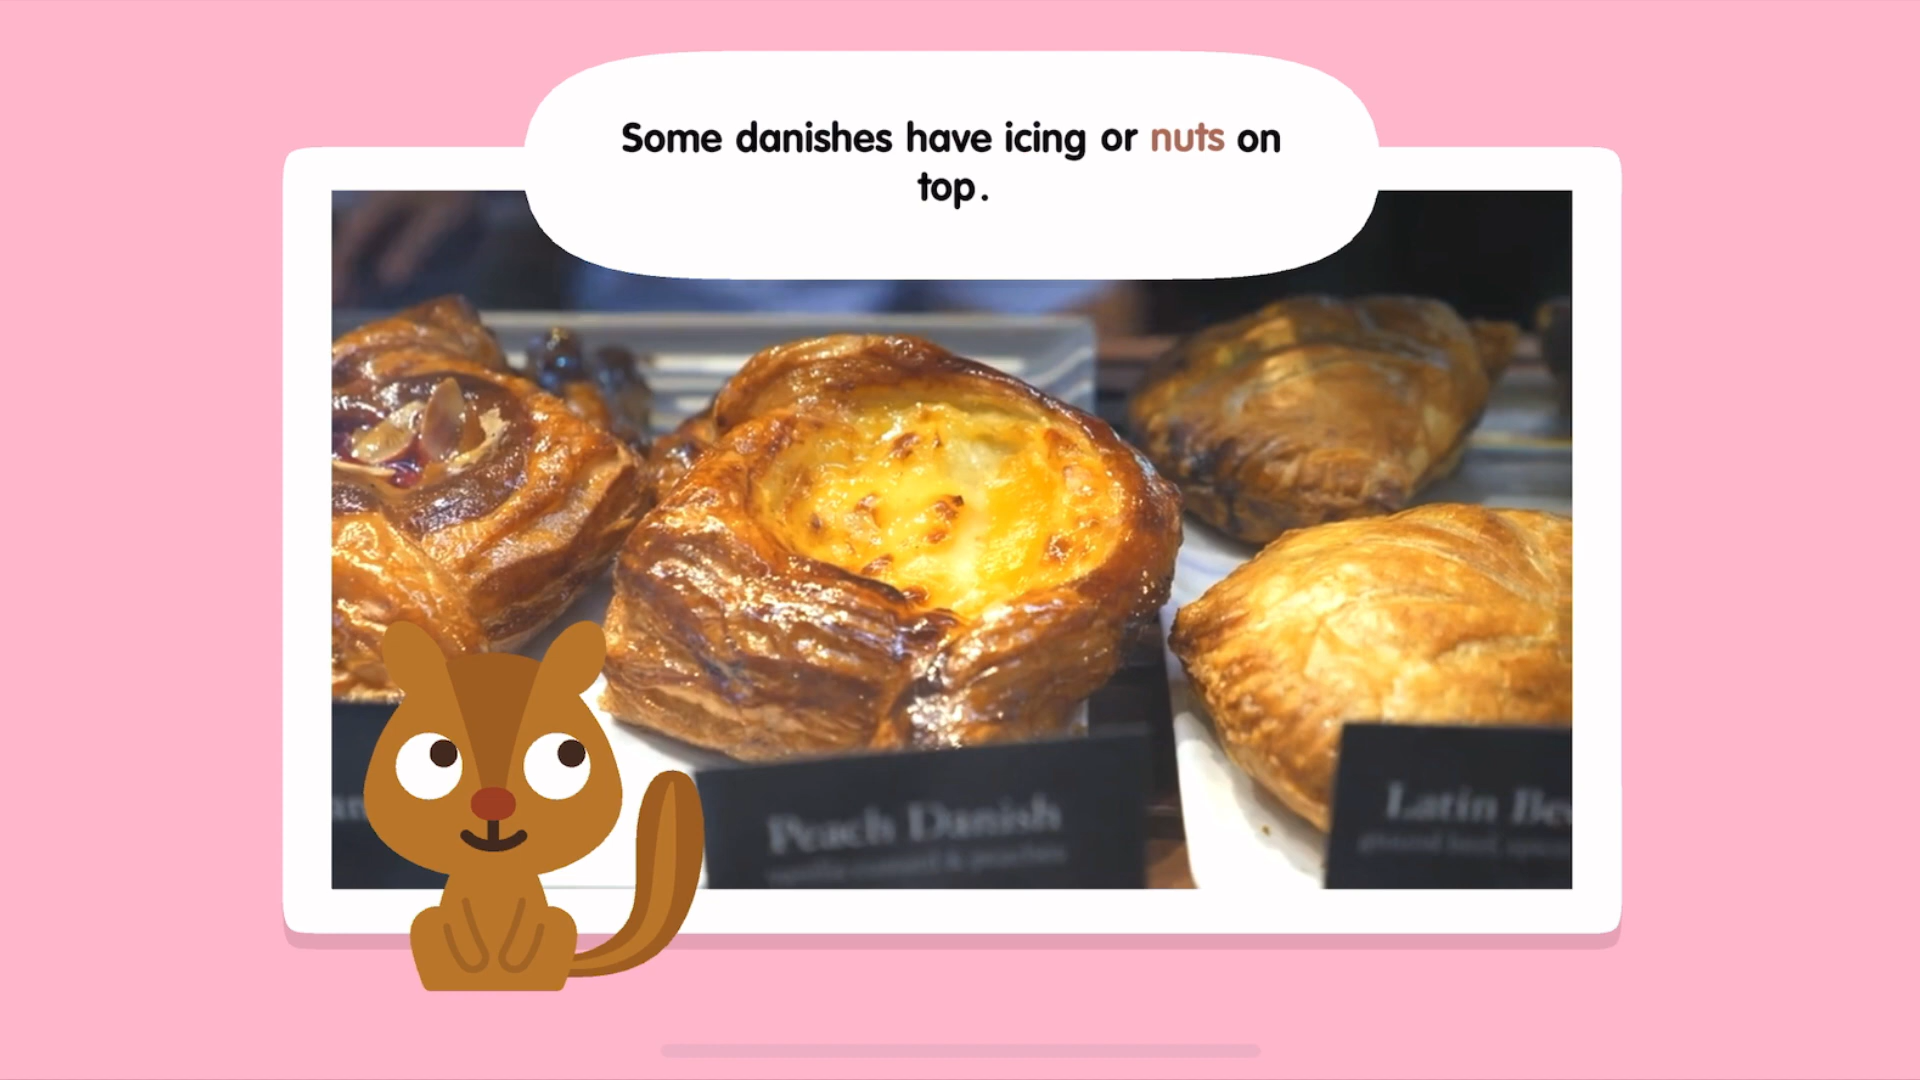 Some danishes have icing or nuts on
top.
Peach Danish
Latin